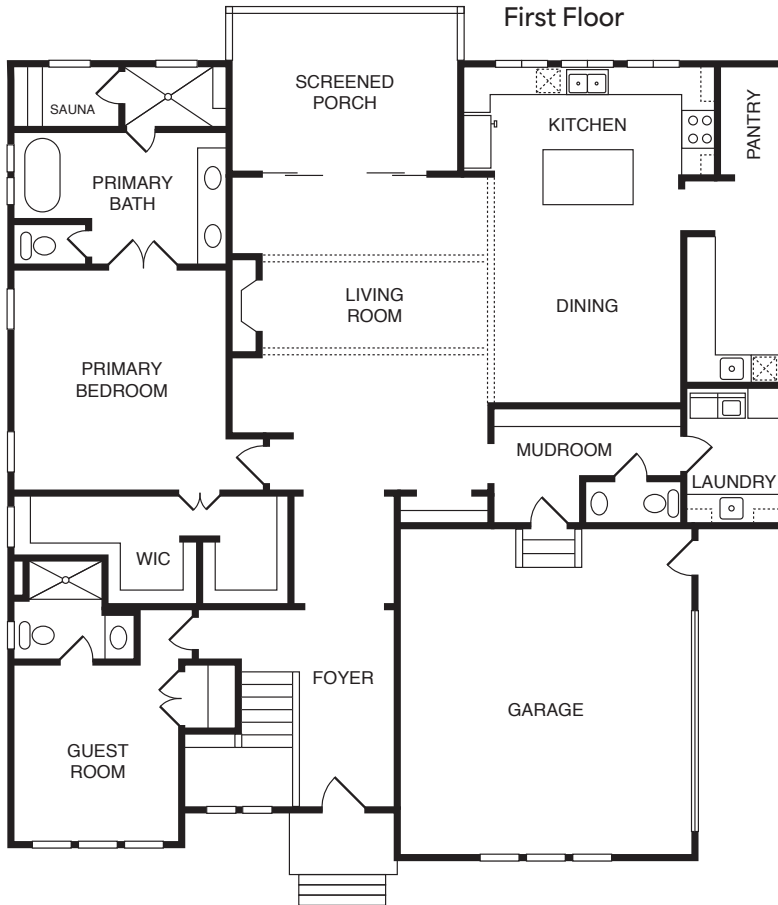 First Floor
SCREENED
PORCH
SAUNA
KITCHEN
PANTRY
PRIMARY
BATH
LIVING
ROOM
DINING
PRIMARY
BEDROOM
MUDROOM
LAUNDRY
WIC
FOYER
GARAGE
GUEST
ROOM